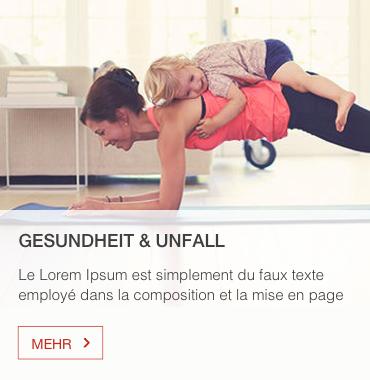 GESUNDHEIT & UNFALL
Le Lorem Ipsum est simplement du faux texte
employé dans la composition et la mise en page
MEHR